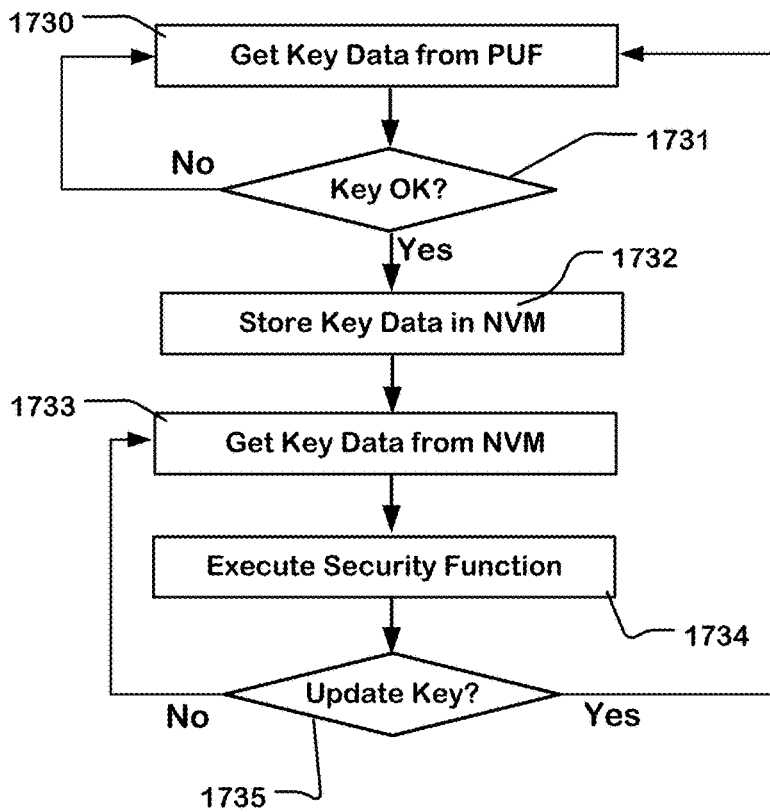 1730
Get Key Data from PUF
1731
No
Key OK?
Yes
1732
Store Key Data in NVM
1733
Get Key Data from NVM
Execute Security Function
1734
Update Key?
No
Yes
1735